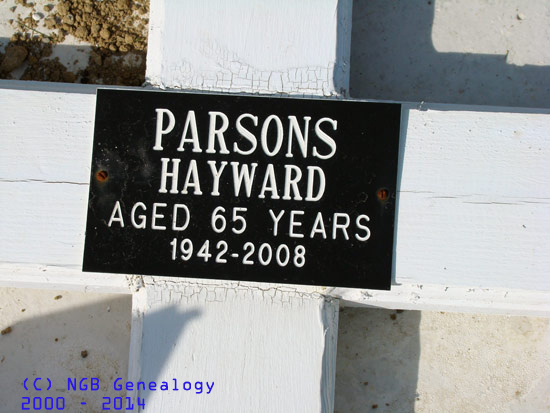 PARSONS
HAYWARD
AGED 65 YEARS
1942-2008
(C) NGB Genealogy
2000 - 2014